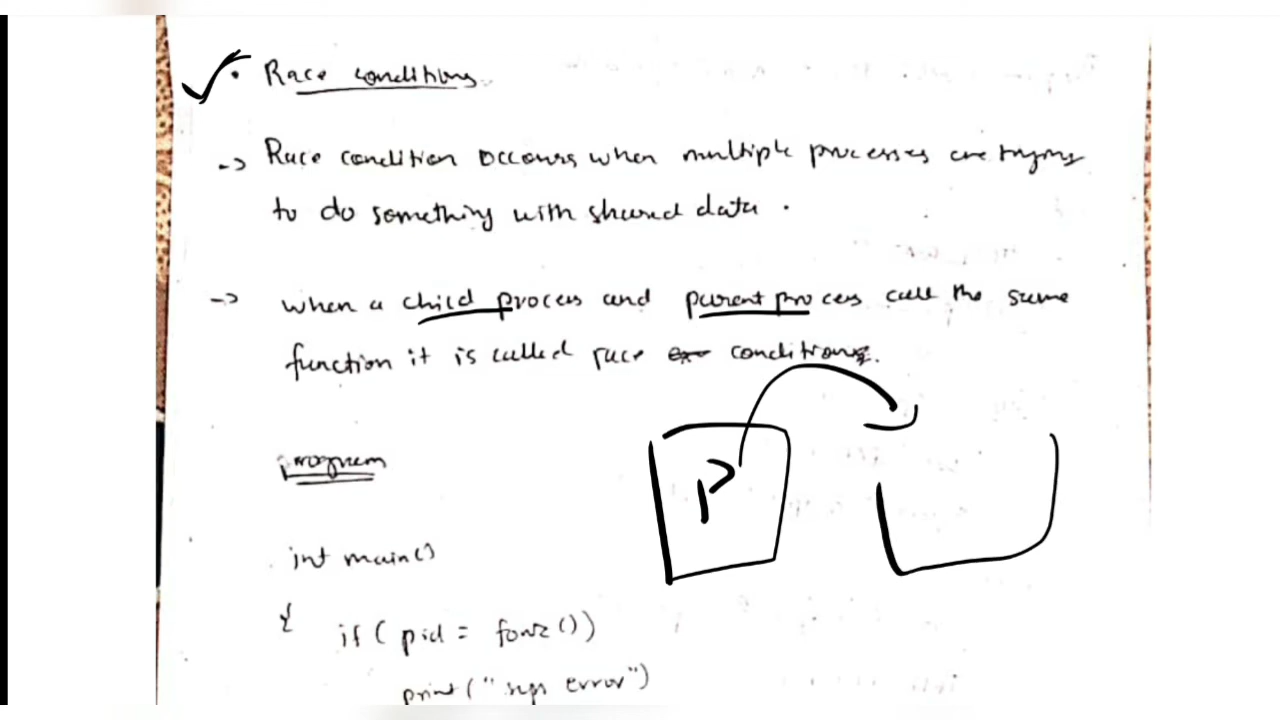 • Race conditions.
-> Race condition occours when multiple processes are trying
to do something with shared data.
-> when a child process and parent process call the same
function it is called race conditions.
program
P
int main()
{ if ( pid = fork())
print (" sys error")